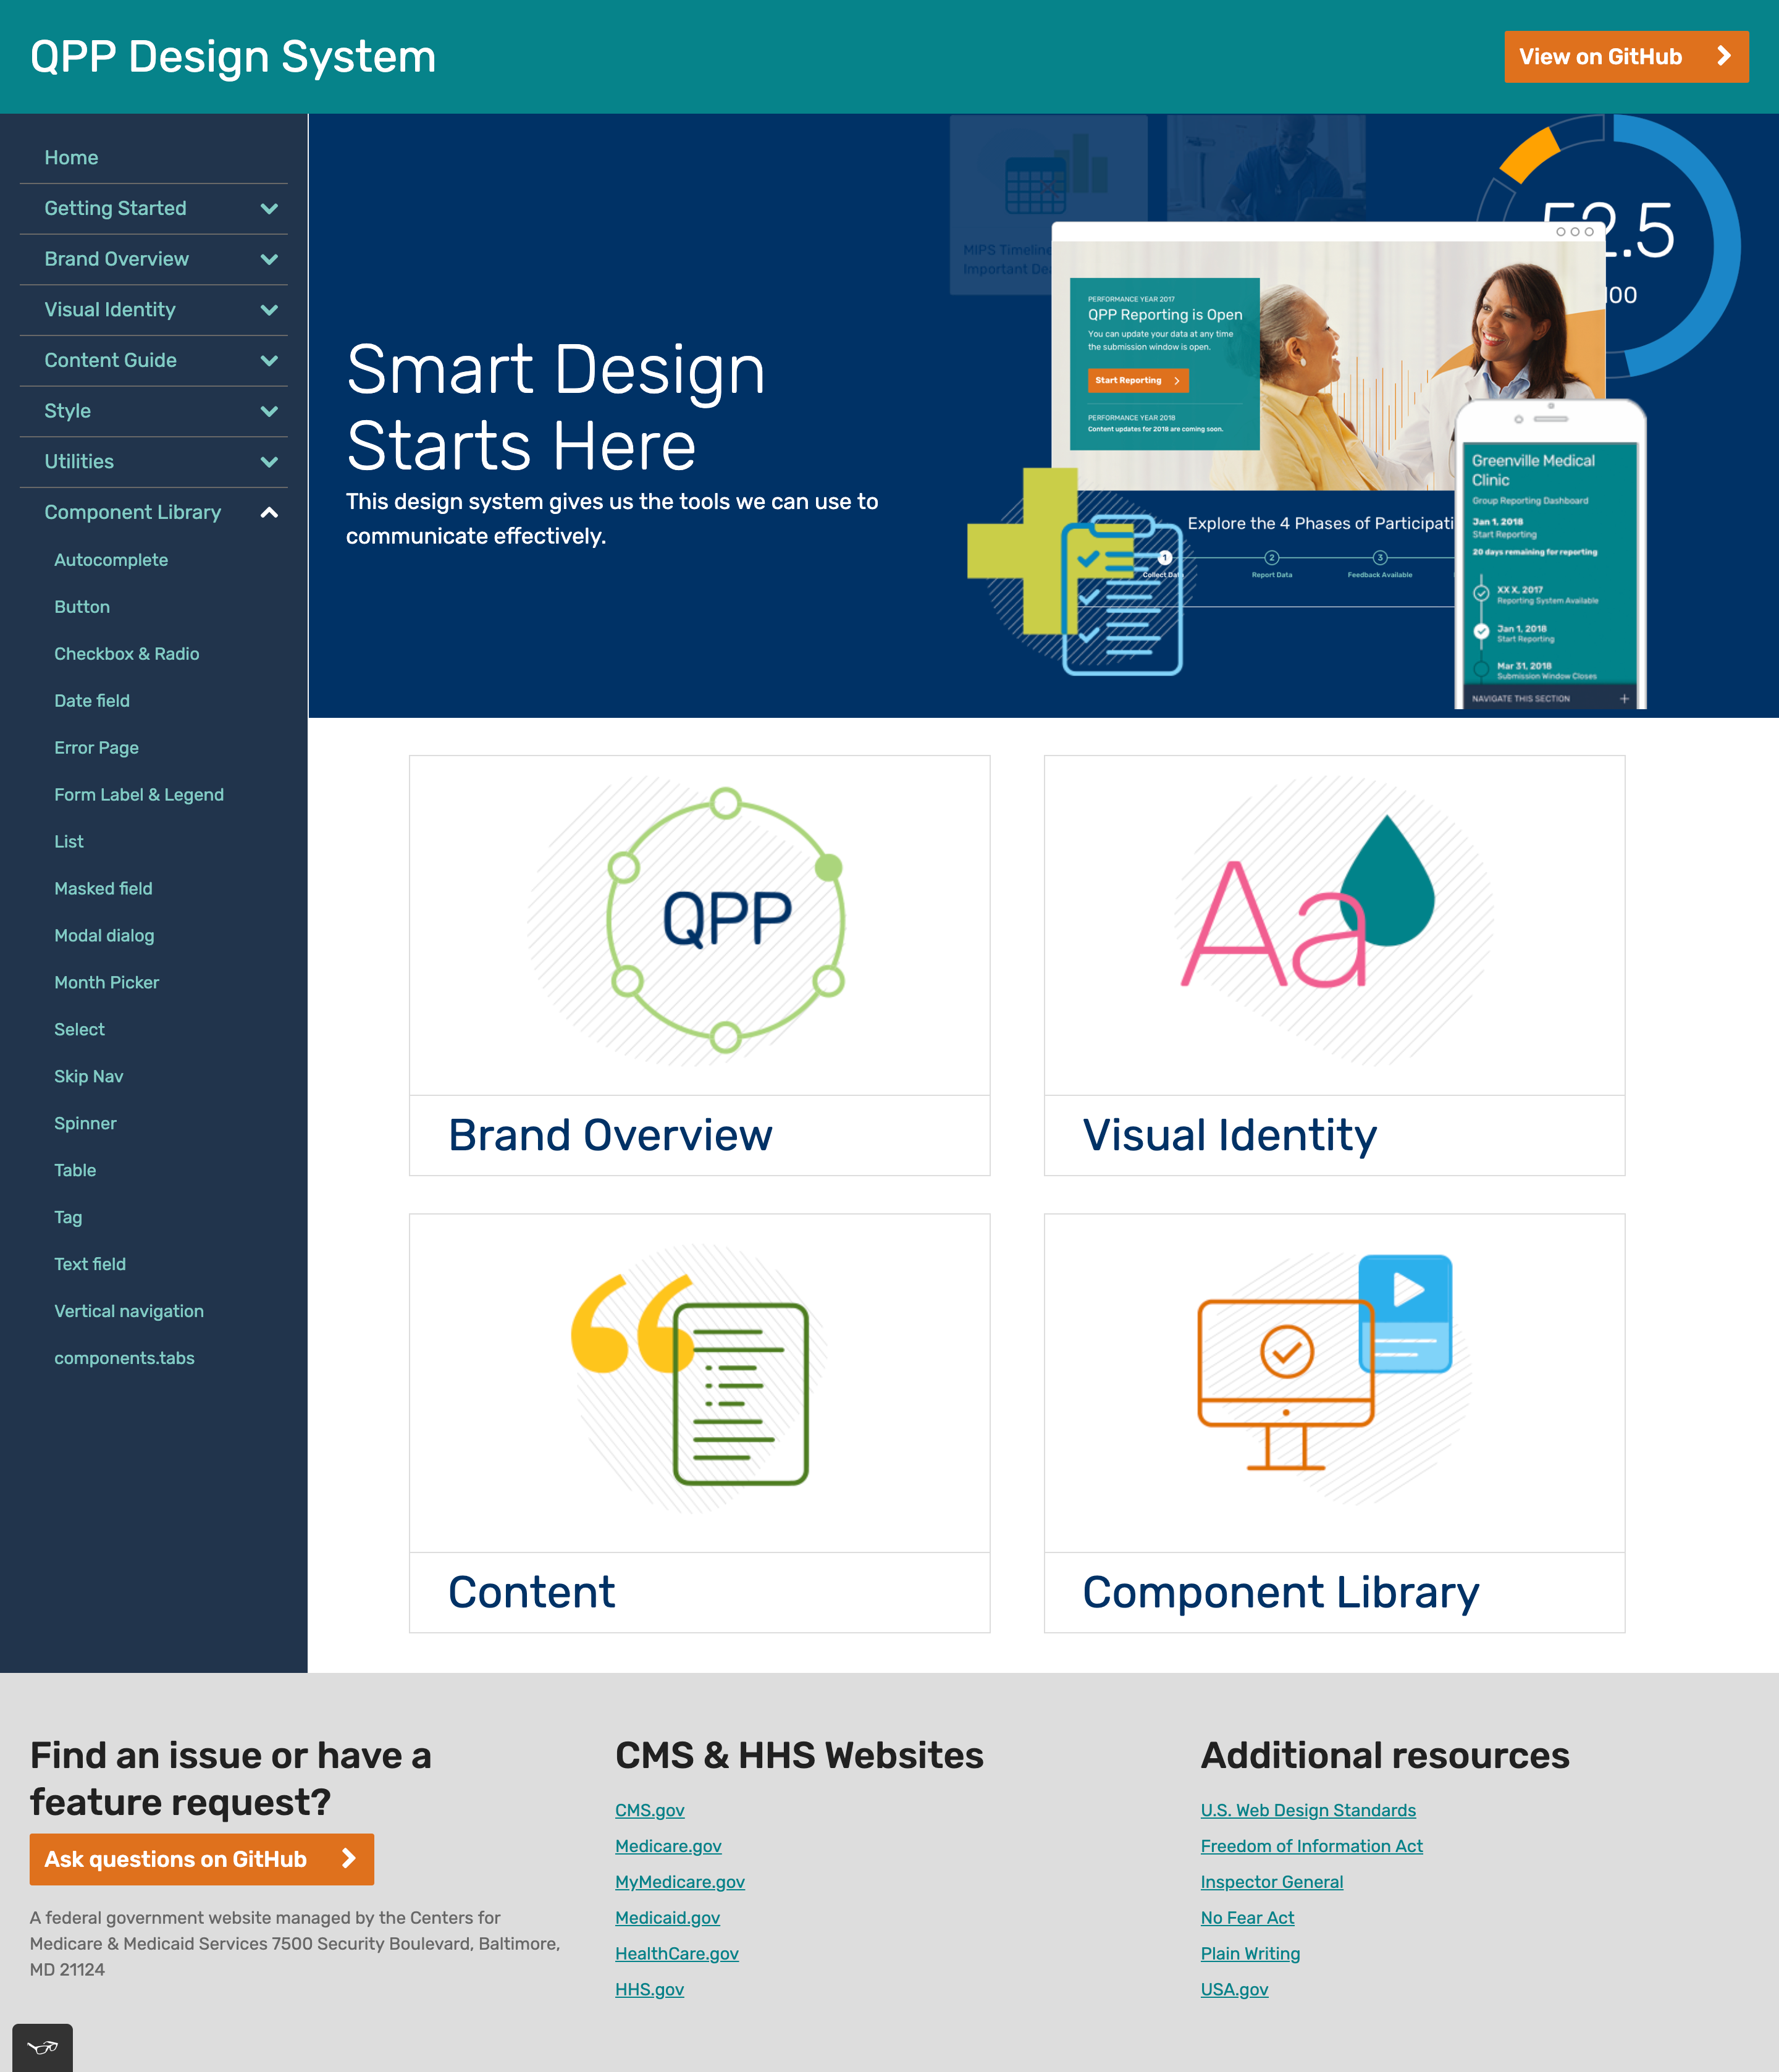 QPP Design System
View on GitHub
Home
Getting Started
Brand Overview
Visual Identity
Content Guide
Style
Utilities
Component Library
Autocomplete
Button
Checkbox & Radio
Date field
Error Page
Form Label & Legend
List
Masked field
Modal dialog
Month Picker
Select
Skip Nav
Spinner
Table
Tag
Text field
Vertical navigation
components.tabs
Smart Design
Starts Here
This design system gives us the tools we can use to
communicate effectively.
MIPS Timeline
Important
52.5
100
PERFORMANCE YEAR 2017
QPP Reporting is Open
You can update your data at any time
the submission window is open.
Start Reporting
PERFORMANCE YEAR 2018
Content updates for 2018 are coming soon.
Explore the 4 Phases of Participati
1
2
3
Collect Data
Report Data
Feedback Available
Greenville Medical
Clinic
Group Reporting Dashboard
Jan 1, 2018
Start Reporting
20 days remaining for reporting
XX X, 2017
Reporting System Available
Jan 1, 2018
Start Reporting
Mar 31, 2018
Submission Window Closes
NAVIGATE THIS SECTION
QPP
Brand Overview
Aa
Visual Identity
Content
Component Library
Find an issue or have a
feature request?
Ask questions on GitHub
A federal government website managed by the Centers for
Medicare & Medicaid Services 7500 Security Boulevard, Baltimore,
MD 21124
CMS & HHS Websites
CMS.gov
Medicare.gov
MyMedicare.gov
Medicaid.gov
HealthCare.gov
HHS.gov
Additional resources
U.S. Web Design Standards
Freedom of Information Act
Inspector General
No Fear Act
Plain Writing
USA.gov